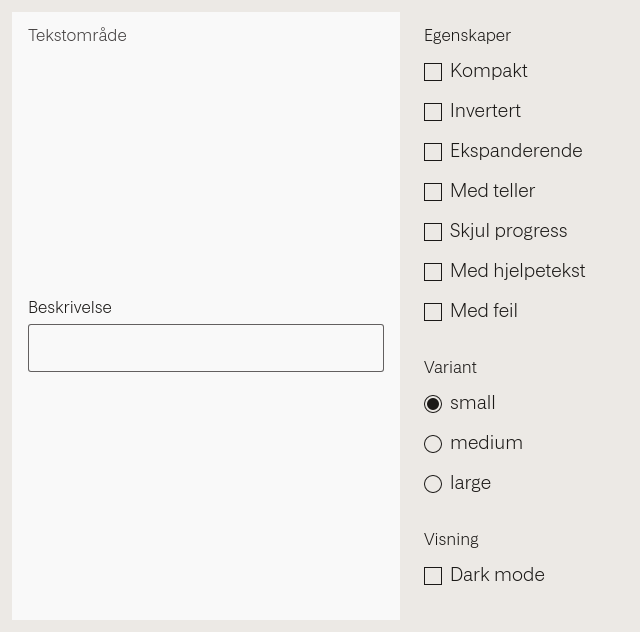 Tekstområde
Beskrivelse
Egenskaper
Kompakt
Invertert
Ekspanderende
Med teller
Skjul progress
Med hjelpetekst
Med feil
Variant
small
medium
large
Visning
Dark mode